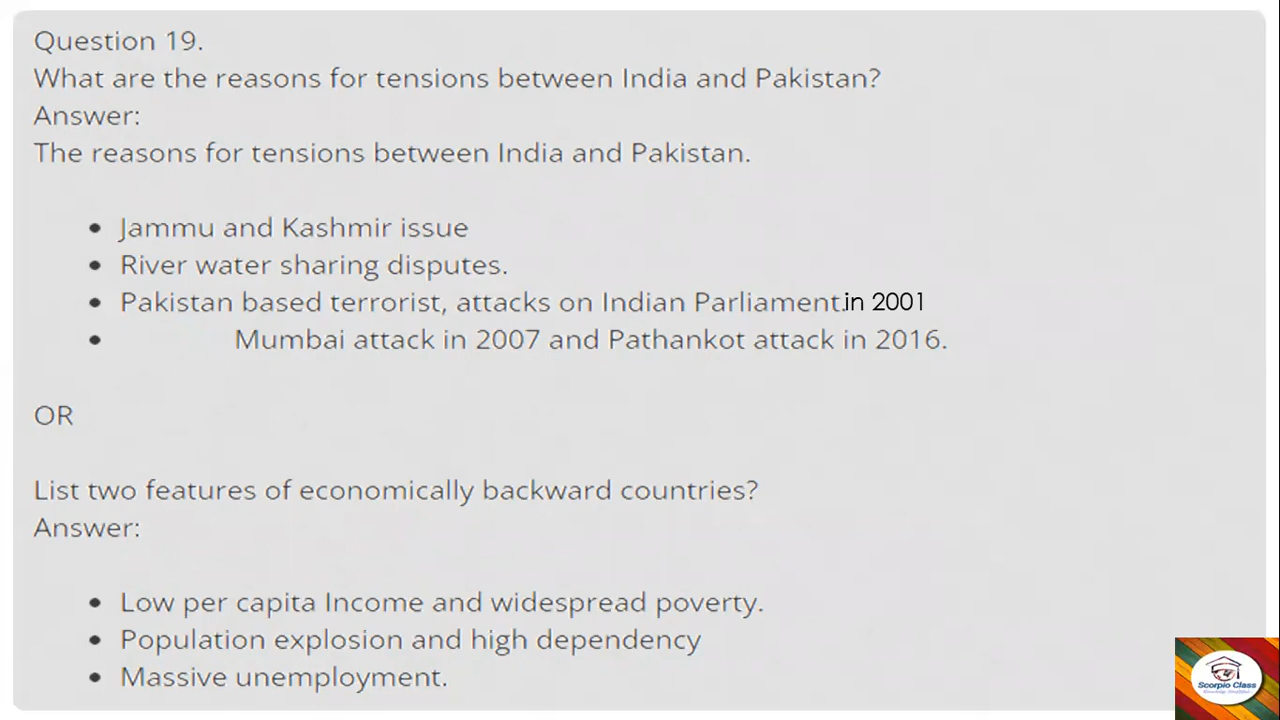 Question 19.
What are the reasons for tensions between India and Pakistan?
Answer:
The reasons for tensions between India and Pakistan.
• Jammu and Kashmir issue
• River water sharing disputes.
• Pakistan based terrorist, attacks on Indian Parliament.in 2001
• Mumbai attack in 2007 and Pathankot attack in 2016.
OR
List two features of economically backward countries?
Answer:
• Low per capita Income and widespread poverty.
• Population explosion and high dependency
• Massive unemployment.
Scorpio Class